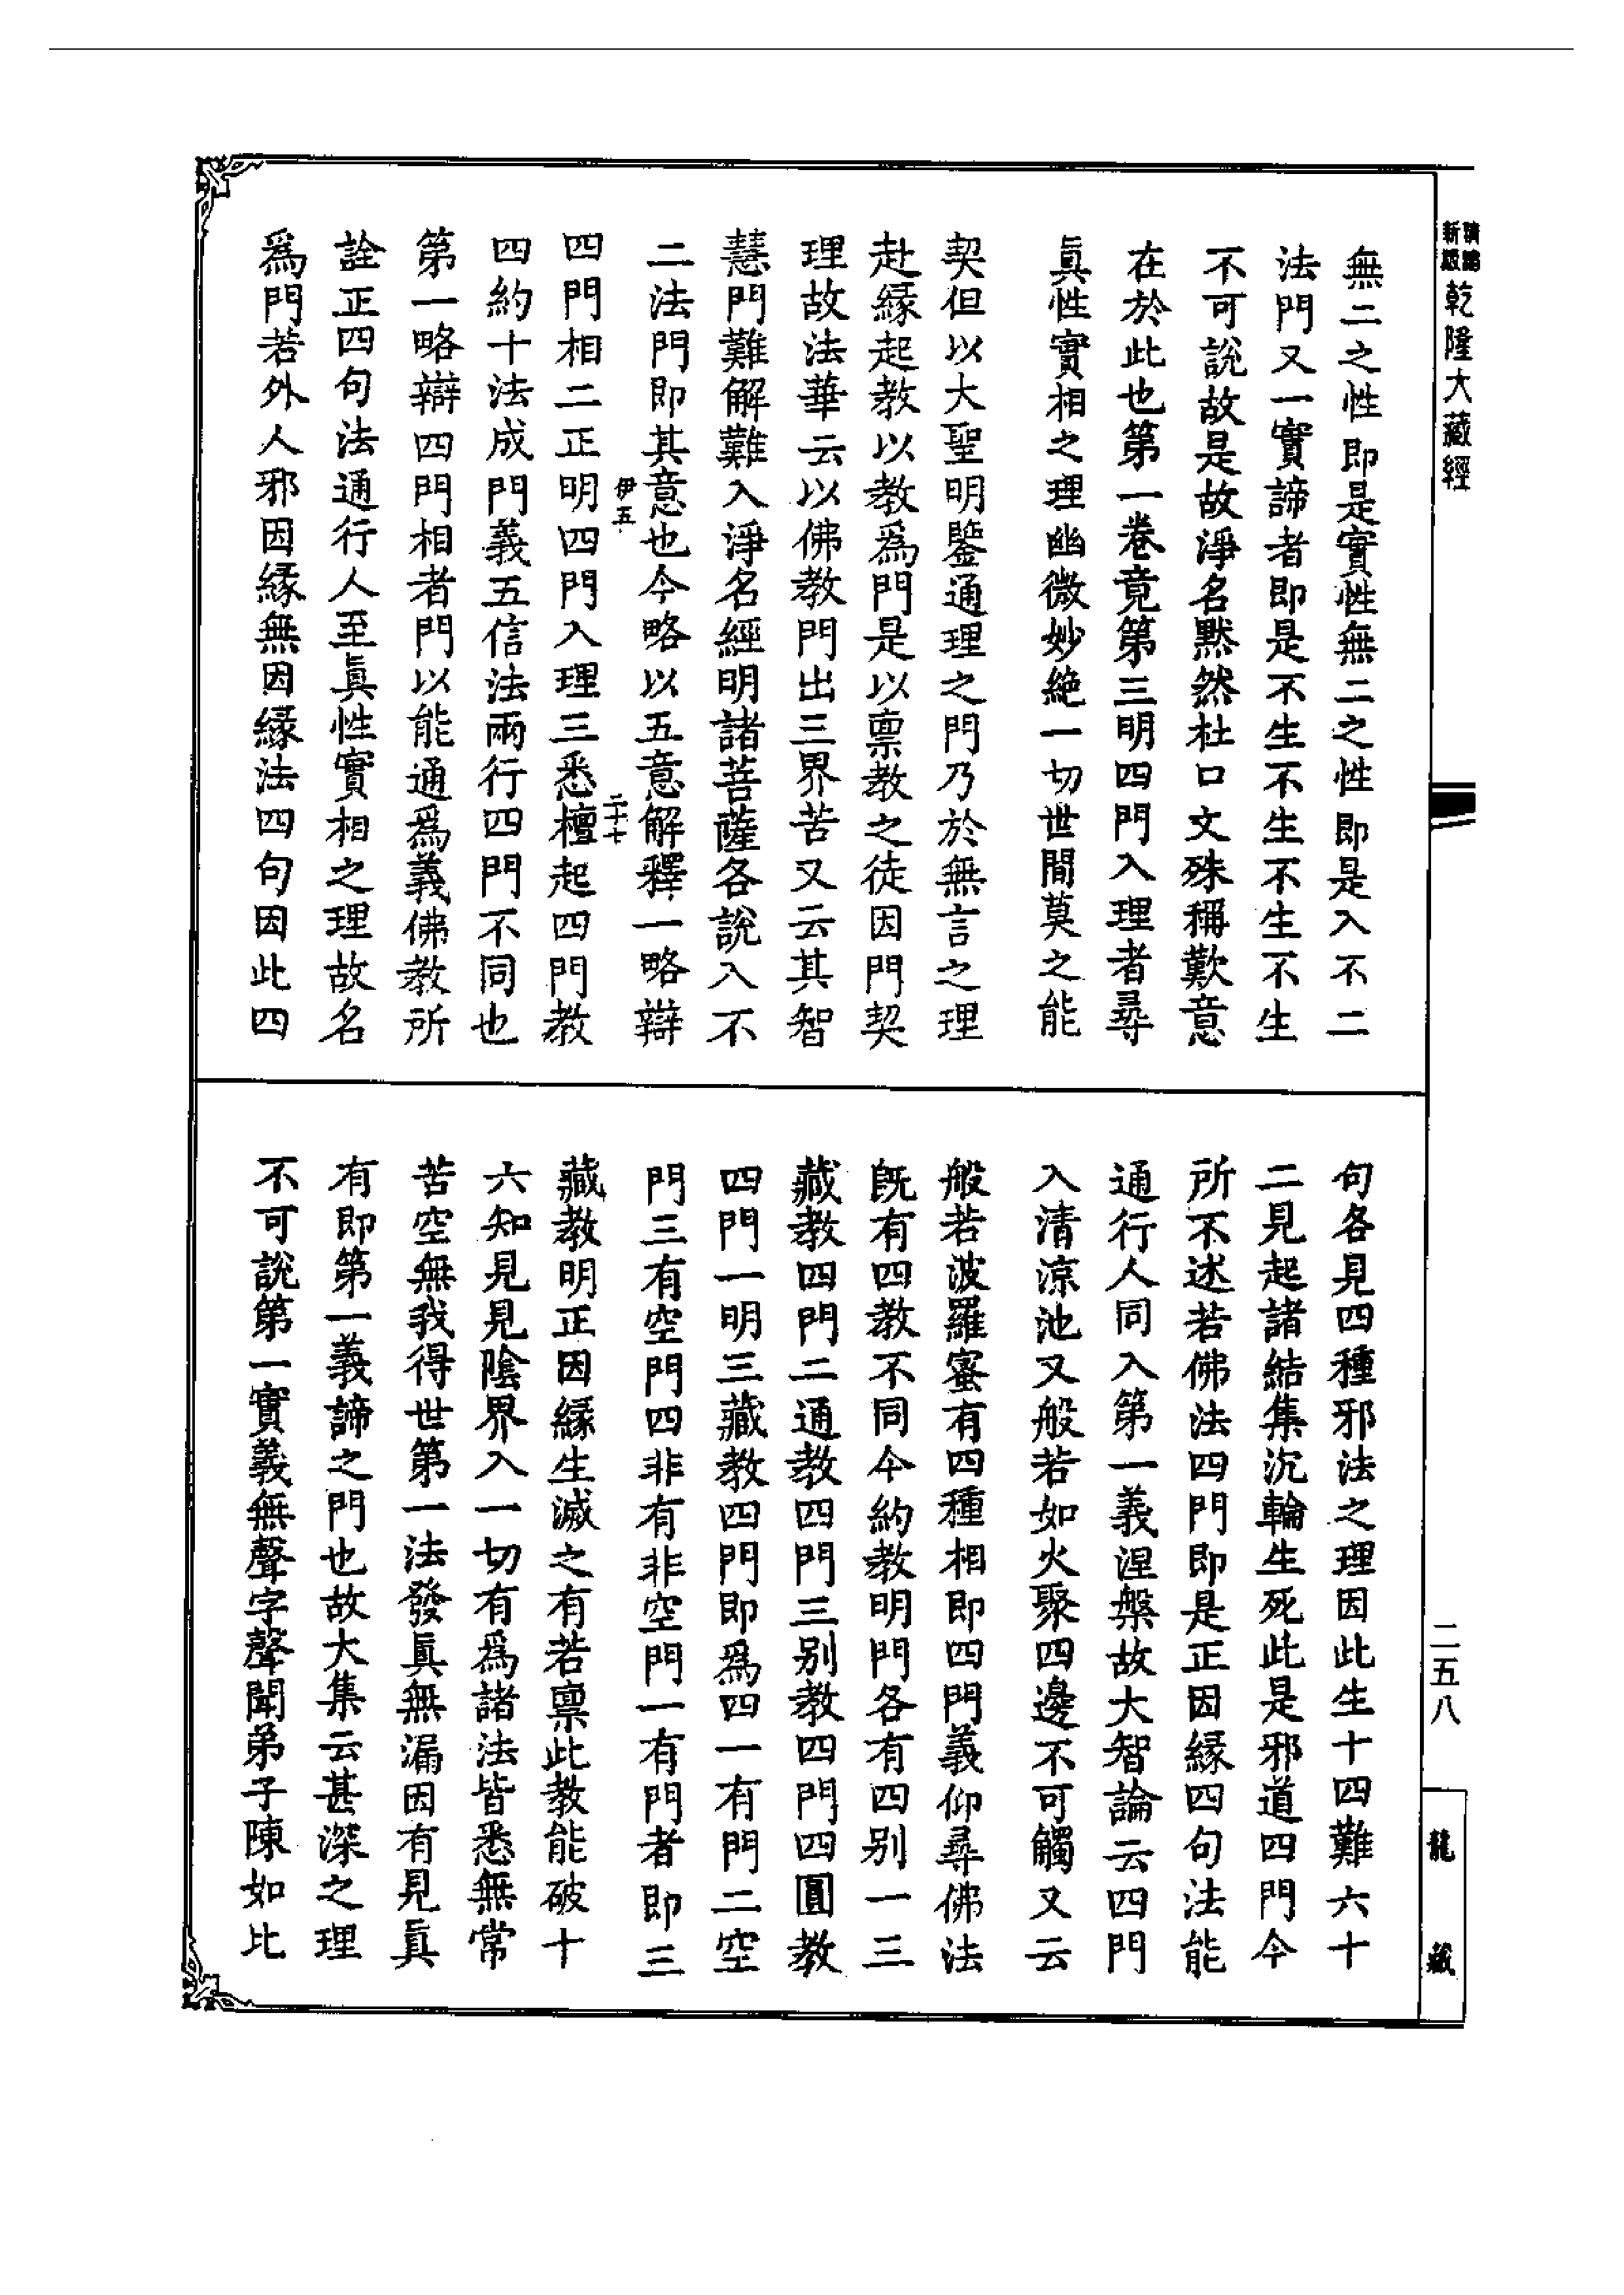 乾隆大藏經
無二之性即是實性無二之性即是入不二
法門又一實諦者即是不生不生不生不生
不可說故是故淨名黙然杜口文殊稱歎意
在於此也第一卷竟第三明四門入理者尋
眞性實相之理幽微妙絶一切世間莫之能
契但以大聖明鑒通理之門乃於無言之理
赴緣起教以教爲門是以禀教之徒因門契
理故法華云以佛教門出三界苦又云其智
慧門難解難入淨名經明諸菩薩各說入不
二法門即其意也今略以五意解釋一略辯
伊五
二十七
四門相二正明四門入理三悉檀起四門教
四約十法成門義五信法兩行四門不同也
第一略辯四門相者門以能通爲義佛教所
詮正四句法通行人至眞性實相之理故名
爲門若外人邪因緣無因緣法四句因此四
句各見四種邪法之理因此生十四難六十
二見起諸結集沉輪生死此是邪道四門今
所不述若佛法四門即是正因緣四句法能
通行人同入第一義涅槃故大智論云四門
入清涼池又般若如火聚四邊不可觸又云
般若波羅蜜有四種相即四門義仰尋佛法
既有四教不同今約教明門各有四别一三
藏教四門二通教四門三别教四門四圓教
四門一明三藏教四門即爲四一有門二空
門三有空門四非有非空門一有門者即三
藏教明正因緣生滅之有若禀此教能破十
六知見見陰界入一切有爲諸法皆悉無常
苦空無我得世第一法發眞無漏因有見眞
有即第一義諦之門也故大集云甚深之理
不可說第一實義無聲字聲聞弟子陳如比
二五八
龍藏